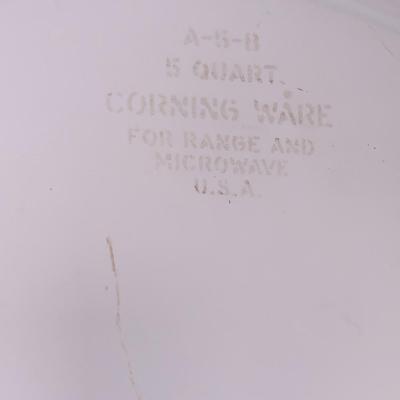 A-5-B
5 QUART.
CORNING WARE
FOR RANGE AND
MICROWAVE
U.S.A.